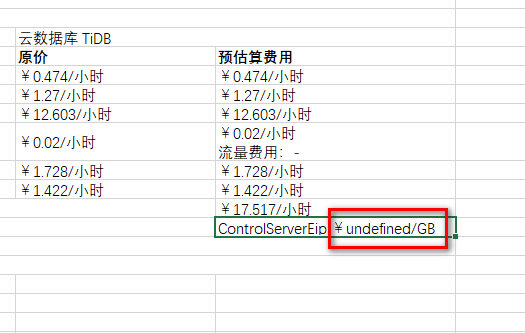 云数据库 TiDB
原价 预估算费用
￥0.474/小时 ￥0.474/小时
￥1.27/小时 ￥1.27/小时
￥12.603/小时 ￥12.603/小时
￥0.02/小时 ￥0.02/小时
流量费用： -
￥1.728/小时 ￥1.728/小时
￥1.422/小时 ￥1.422/小时
￥17.517/小时
ControlServerEip ￥undefined/GB